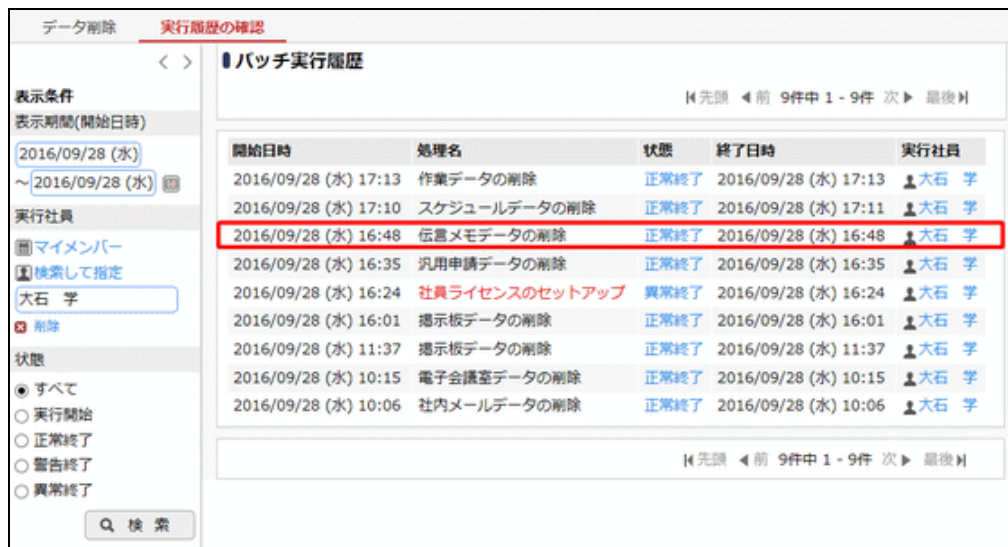 データ削除 実行履歴の確認
表示条件
表示期間(開始日時)
2016/09/28 (水)
～2016/09/28 (水)
実行社員
マイメンバー
検索して指定
大石 学
削除
状態
すべて
実行開始
正常終了
警告終了
異常終了
検 索
バッチ実行履歴
先頭 前 9件中 1 - 9件 次 最後
開始日時 処理名 状態 終了日時 実行社員
2016/09/28 (水) 17:13 作業データの削除 正常終了 2016/09/28 (水) 17:13 大石 学
2016/09/28 (水) 17:10 スケジュールデータの削除 正常終了 2016/09/28 (水) 17:11 大石 学
2016/09/28 (水) 16:48 伝言メモデータの削除 正常終了 2016/09/28 (水) 16:48 大石 学
2016/09/28 (水) 16:35 汎用申請データの削除 正常終了 2016/09/28 (水) 16:35 大石 学
2016/09/28 (水) 16:24 社員ライセンスのセットアップ 異常終了 2016/09/28 (水) 16:24 大石 学
2016/09/28 (水) 16:01 掲示板データの削除 正常終了 2016/09/28 (水) 16:01 大石 学
2016/09/28 (水) 11:37 掲示板データの削除 正常終了 2016/09/28 (水) 11:37 大石 学
2016/09/28 (水) 10:15 電子会議室データの削除 正常終了 2016/09/28 (水) 10:15 大石 学
2016/09/28 (水) 10:06 社内メールデータの削除 正常終了 2016/09/28 (水) 10:06 大石 学
先頭 前 9件中 1 - 9件 次 最後